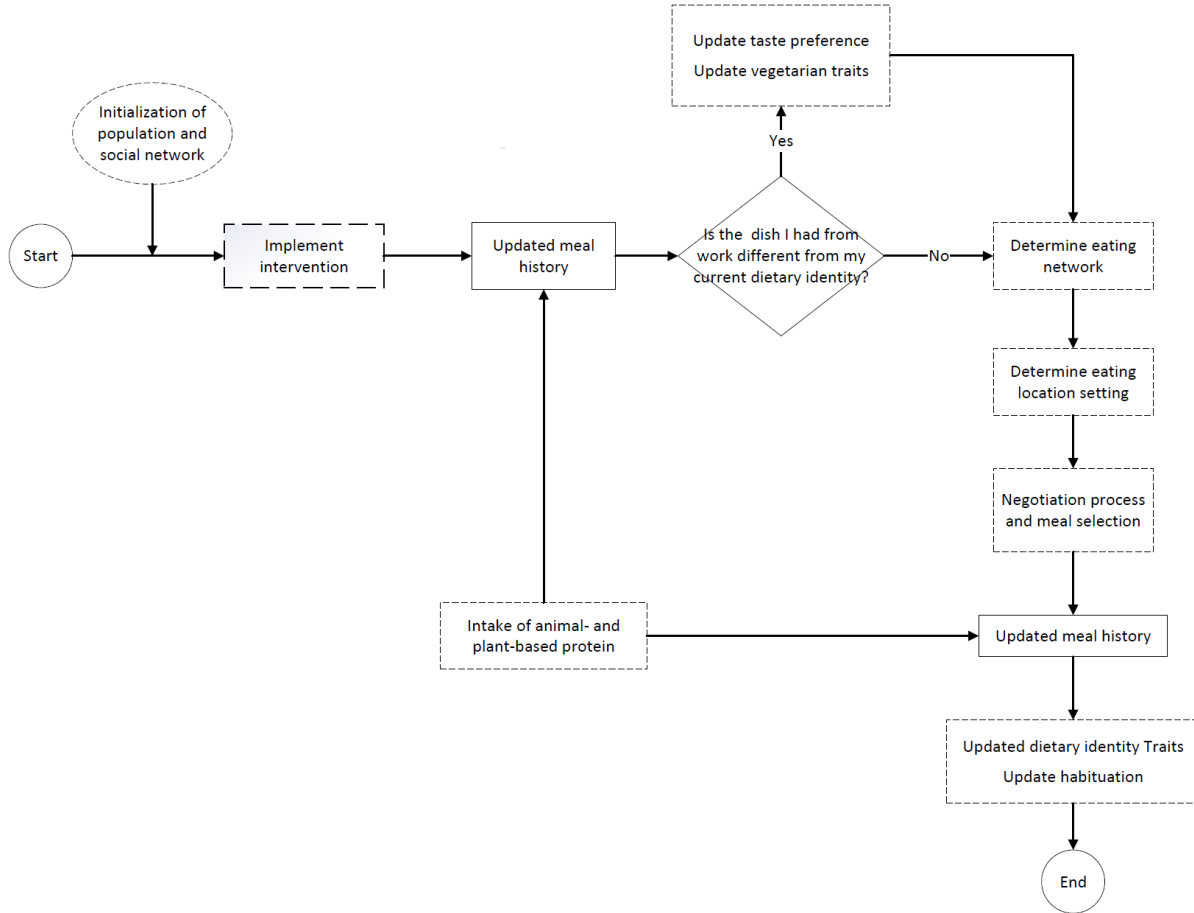 Update taste preference
Update vegetarian traits
Initialization of
population and
social network
Yes
Start
Implement
intervention
Updated meal
history
Is the dish I had from
work different from my
current dietary identity?
No
Determine eating
network
Determine eating
location setting
Negotiation process
and meal selection
Intake of animal- and
plant-based protein
Updated meal history
Updated dietary identity Traits
Update habituation
End